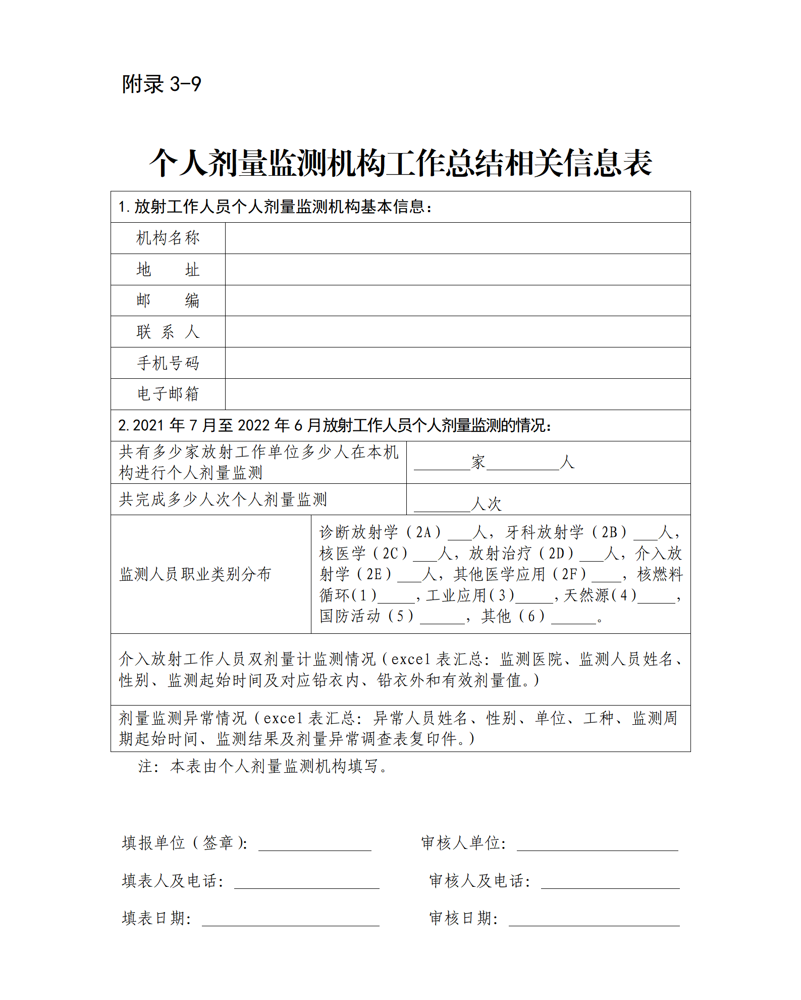 附录 3-9
个人剂量监测机构工作总结相关信息表
1.放射工作人员个人剂量监测机构基本信息：
机构名称
地　　址
邮　　编
联 系 人
手机号码
电子邮箱
2.2021 年 7 月至 2022 年 6 月放射工作人员个人剂量监测的情况：
共有多少家放射工作单位多少人在本机
构进行个人剂量监测
_______家_________人
共完成多少人次个人剂量监测
_______人次
监测人员职业类别分布
诊断放射学（2A）___人，牙科放射学（2B）___人，
核医学（2C）___人，放射治疗（2D）___人，介入放
射学（2E）___人，其他医学应用（2F）____，核燃料
循环(1)_____，工业应用(3)_____，天然源(4)_____，
国防活动（5）______，其他（6）______。
介入放射工作人员双剂量计监测情况（excel 表汇总：监测医院、监测人员姓名、
性别、监测起始时间及对应铅衣内、铅衣外和有效剂量值。）
剂量监测异常情况（excel 表汇总：异常人员姓名、性别、单位、工种、监测周
期起始时间、监测结果及剂量异常调查表复印件。）
注：本表由个人剂量监测机构填写。
填报单位（签章）：______________ 审核人单位：____________________
填表人及电话：__________________ 审核人及电话：_________________
填表日期：______________________ 审核日期：_____________________